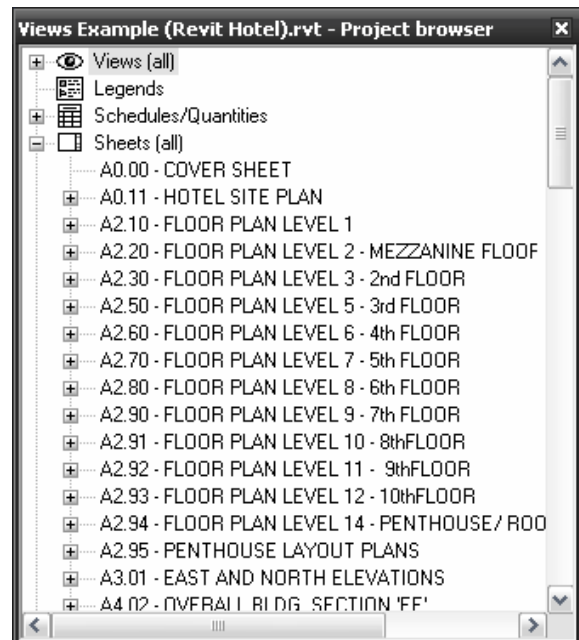 Views Example (Revit Hotel).rvt - Project browser
Views (all)
Legends
Schedules/Quantities
Sheets (all)
A0.00 - COVER SHEET
A0.11 - HOTEL SITE PLAN
A2.10 - FLOOR PLAN LEVEL 1
A2.20 - FLOOR PLAN LEVEL 2 - MEZZANINE FLOOF
A2.30 - FLOOR PLAN LEVEL 3 - 2nd FLOOR
A2.50 - FLOOR PLAN LEVEL 5 - 3rd FLOOR
A2.60 - FLOOR PLAN LEVEL 6 - 4th FLOOR
A2.70 - FLOOR PLAN LEVEL 7 - 5th FLOOR
A2.80 - FLOOR PLAN LEVEL 8 - 6th FLOOR
A2.90 - FLOOR PLAN LEVEL 9 - 7th FLOOR
A2.91 - FLOOR PLAN LEVEL 10 - 8thFLOOR
A2.92 - FLOOR PLAN LEVEL 11 -  9thFLOOR
A2.93 - FLOOR PLAN LEVEL 12 - 10thFLOOR
A2.94 - FLOOR PLAN LEVEL 14 - PENTHOUSE/ ROO
A2.95 - PENTHOUSE LAYOUT PLANS
A3.01 - EAST AND NORTH ELEVATIONS
A4.02 - OVERALL BLDG. SECTION 'EE'